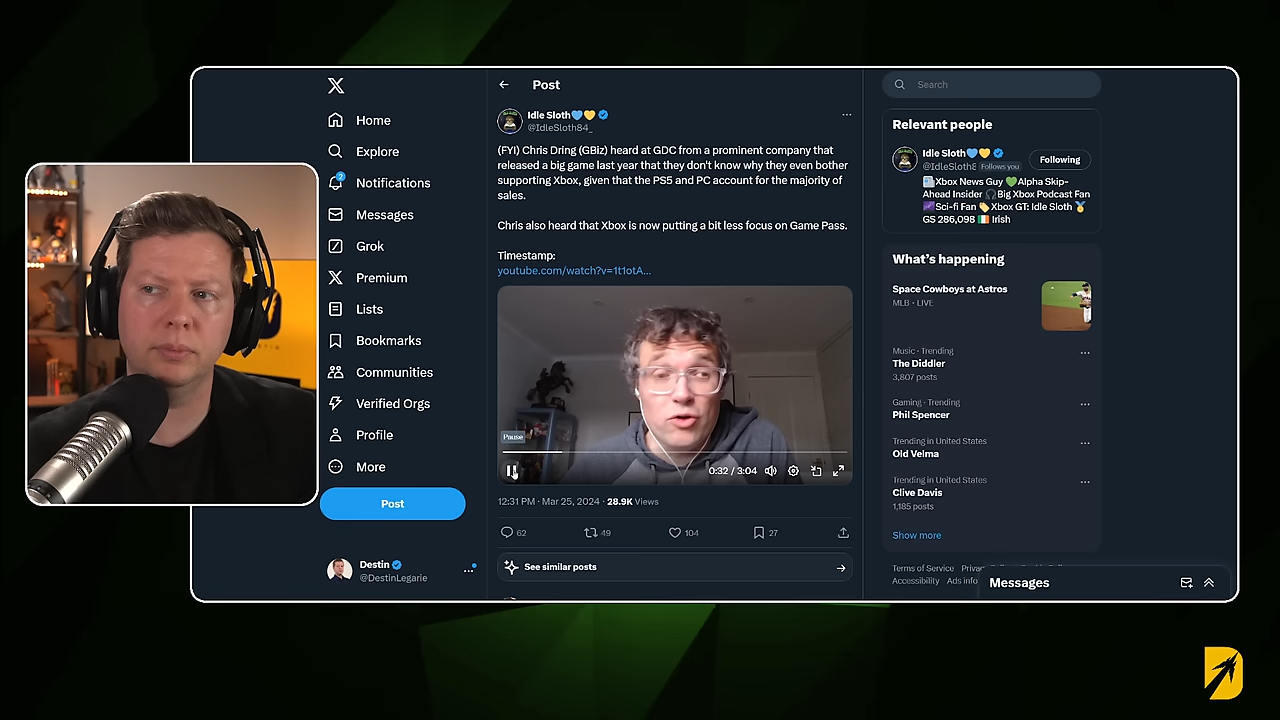 Home
Explore
2
Notifications
Messages
Grok
Premium
Lists
Bookmarks
Communities
Verified Orgs
Profile
More
Post
Destin
@DestinLegarie
Post
Idle Sloth💙💛
@IdleSloth84_
(FYI) Chris Dring (GBiz) heard at GDC from a prominent company that
released a big game last year that they don't know why they even bother
supporting Xbox, given that the PS5 and PC account for the majority of
sales.
Chris also heard that Xbox is now putting a bit less focus on Game Pass.
Timestamp:
youtube.com/watch?v=1t1otA...
Pause
0:32 / 3:04
12:31 PM · Mar 25, 2024 · 28.9K Views
62
49
104
27
See similar posts
Search
Relevant people
Idle Sloth💙💛
@IdleSloth8 Follows you
Following
Xbox News Guy 💚Alpha Skip-
Ahead Insider 🎧Big Xbox Podcast Fan
Sci-fi Fan 🏷️Xbox GT: Idle Sloth 🏅
GS 286,098 🇮🇪 Irish
What's happening
Space Cowboys at Astros
MLB · LIVE
Music · Trending
The Diddler
3,807 posts
Gaming · Trending
Phil Spencer
Trending in United States
Old Velma
Trending in United States
Clive Davis
1,185 posts
Show more
Terms of Service
Accessibility
Messages